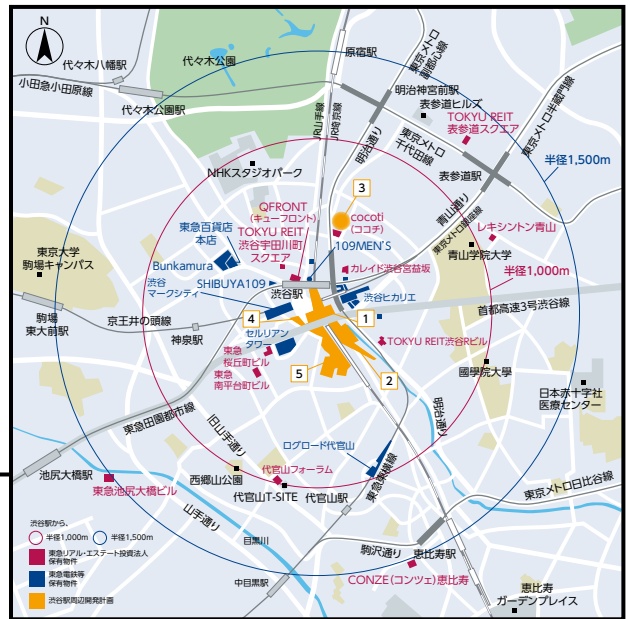 N
代々木八幡駅
代々木公園
原宿駅
東京メトロ
副都心線
小田急小田原線
代々木公園駅
JR山手線
JR埼京線
明治通り
明治神宮前駅
表参道ヒルズ
TOKYU REIT
表参道スクエア
東京メトロ半蔵門線
東京メトロ
千代田線
表参道駅
半径1,500m
NHKスタジオパーク
3
QFRONT
(キューフロント)
cocoti
(ココチ)
青山通り
東京メトロ銀座線
レキシントン青山
東急百貨店
本店
TOKYU REIT
渋谷宇田川町
スクエア
109MEN'S
青山学院大学
東京大学
駒場キャンパス
Bunkamura
カレイド渋谷宮益坂
半径1,000m
SHIBUYA109
渋谷駅
渋谷
マークシティ
渋谷ヒカリエ
首都高速3号渋谷線
駒場
東大前駅
京王井の頭線
神泉駅
4
1
セルリアン
タワー
TOKYU REIT渋谷Rビル
東急
桜丘町ビル
東急
南平台町ビル
5
2
國學院大學
日本赤十字社
医療センター
東急田園都市線
旧山手通り
明治通り
ログロード代官山
池尻大橋駅
東急池尻大橋ビル
西郷山公園
代官山フォーラム
代官山T-SITE
代官山駅
東急東横線
東京メトロ日比谷線
山手通り
渋谷駅から、
半径1,000m
半径1,500m
東急リアル・エステート投資法人
保有物件
東急電鉄等
保有物件
渋谷駅周辺開発計画
目黒川
中目黒駅
駒沢通り
恵比寿駅
CONZE(コンツェ)恵比寿
恵比寿
ガーデンプレイス